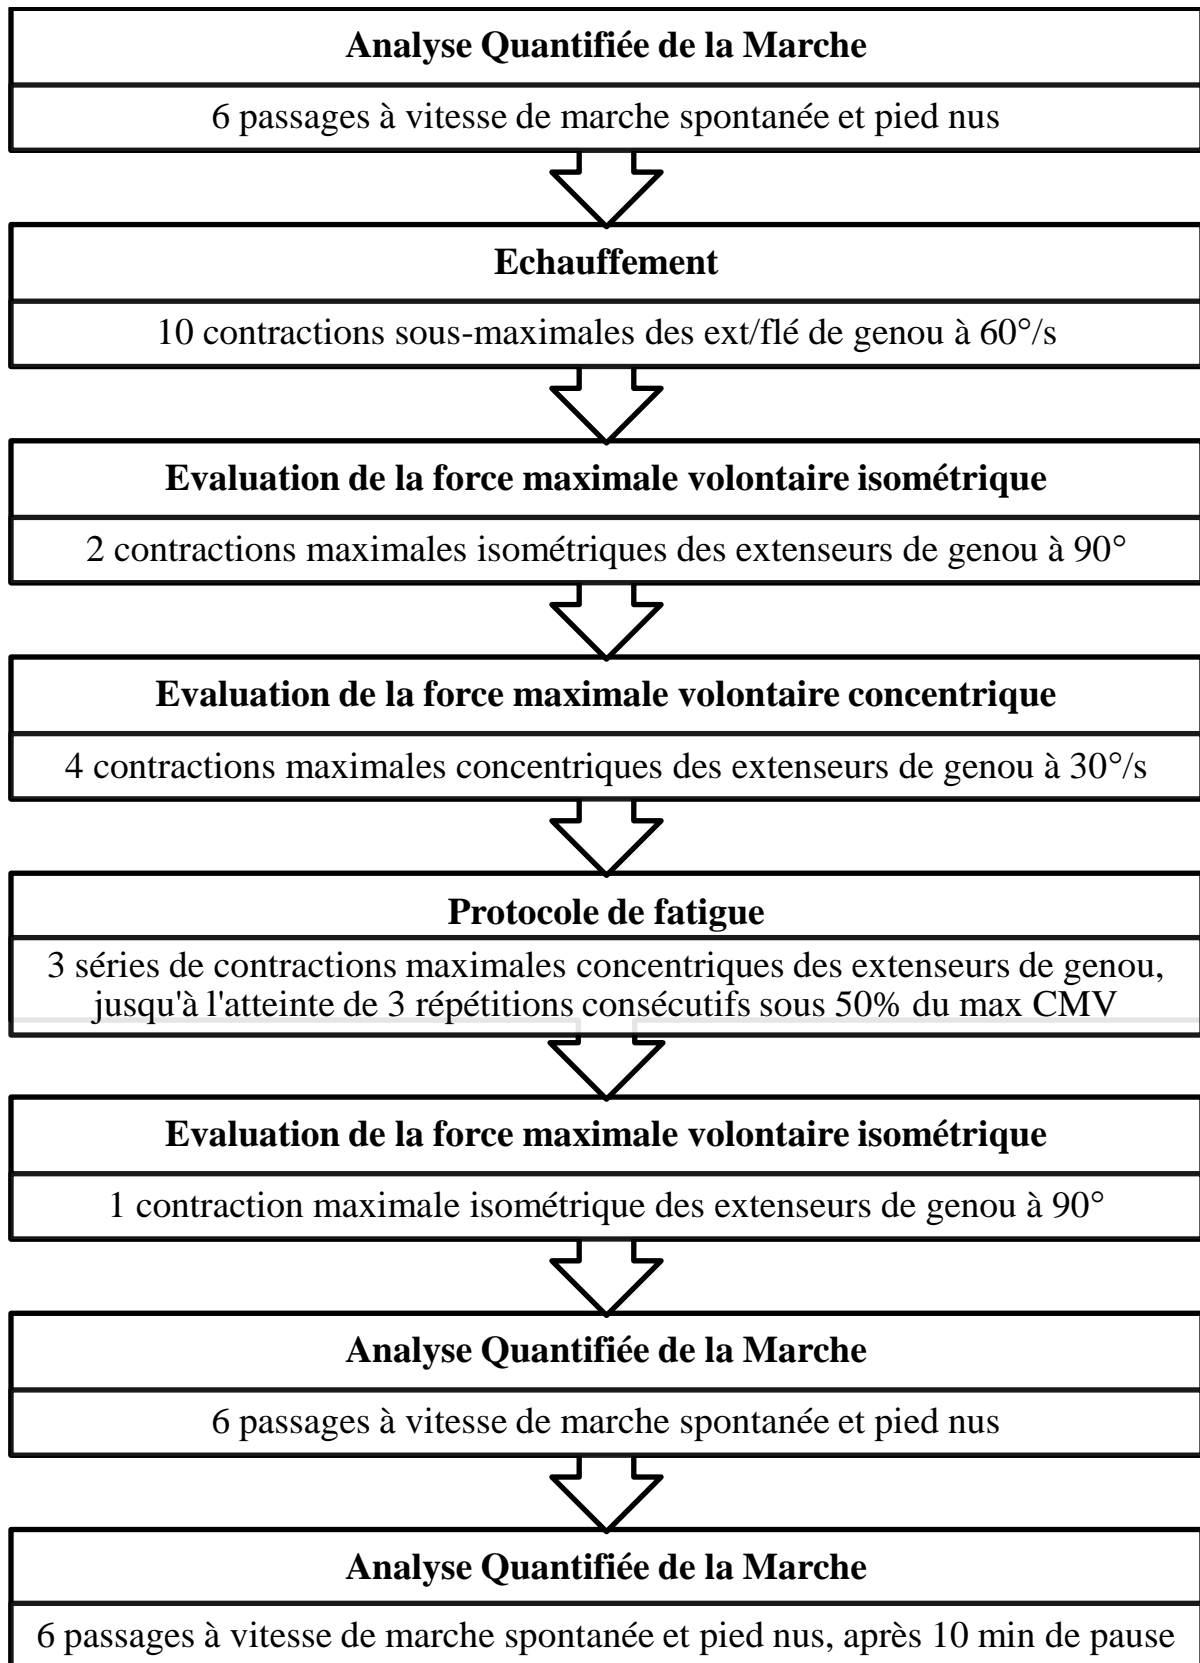 Analyse Quantifiée de la Marche
6 passages à vitesse de marche spontanée et pied nus
Echauffement
10 contractions sous-maximales des ext/flé de genou à 60°/s
Evaluation de la force maximale volontaire isométrique
2 contractions maximales isométriques des extenseurs de genou à 90°
Evaluation de la force maximale volontaire concentrique
4 contractions maximales concentriques des extenseurs de genou à 30°/s
Protocole de fatigue
3 séries de contractions maximales concentriques des extenseurs de genou,
jusqu'à l'atteinte de 3 répétitions consécutifs sous 50% du max CMV
Evaluation de la force maximale volontaire isométrique
1 contraction maximale isométrique des extenseurs de genou à 90°
Analyse Quantifiée de la Marche
6 passages à vitesse de marche spontanée et pied nus
Analyse Quantifiée de la Marche
6 passages à vitesse de marche spontanée et pied nus, après 10 min de pause